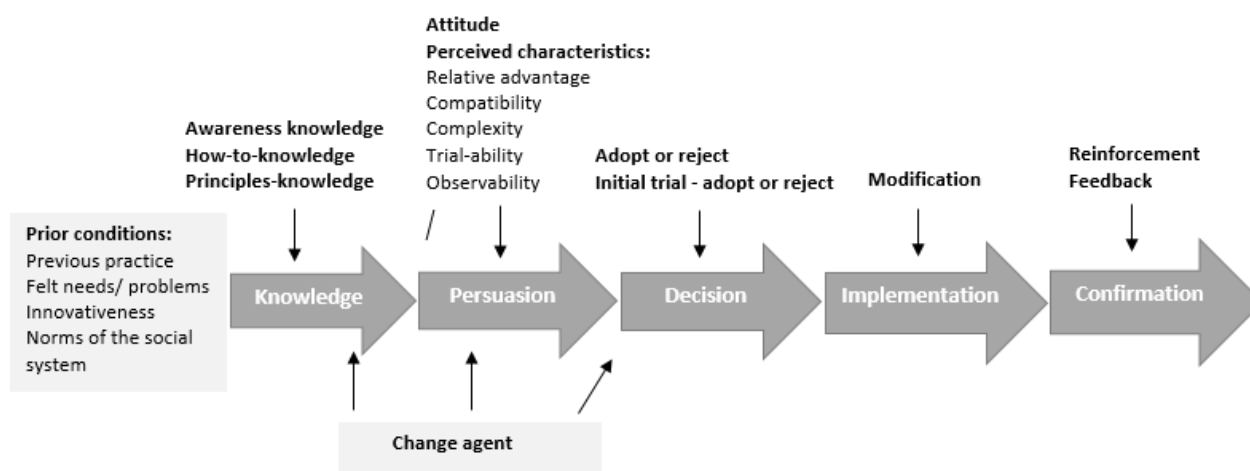 Attitude
Perceived characteristics:
Relative advantage
Compatibility
Complexity
Trial-ability
Observability
Awareness knowledge
How-to-knowledge
Principles-knowledge
Adopt or reject
Initial trial - adopt or reject
Modification
Reinforcement
Feedback
Prior conditions:
Previous practice
Felt needs/ problems
Innovativeness
Norms of the social
system
Knowledge
Persuasion
Decision
Implementation
Confirmation
Change agent